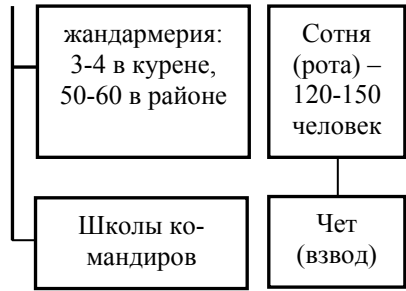 жандармерия:
3-4 в курене,
50-60 в районе
Сотня
(рота) –
120-150
человек
Школы ко-
мандиров
Чет
(взвод)